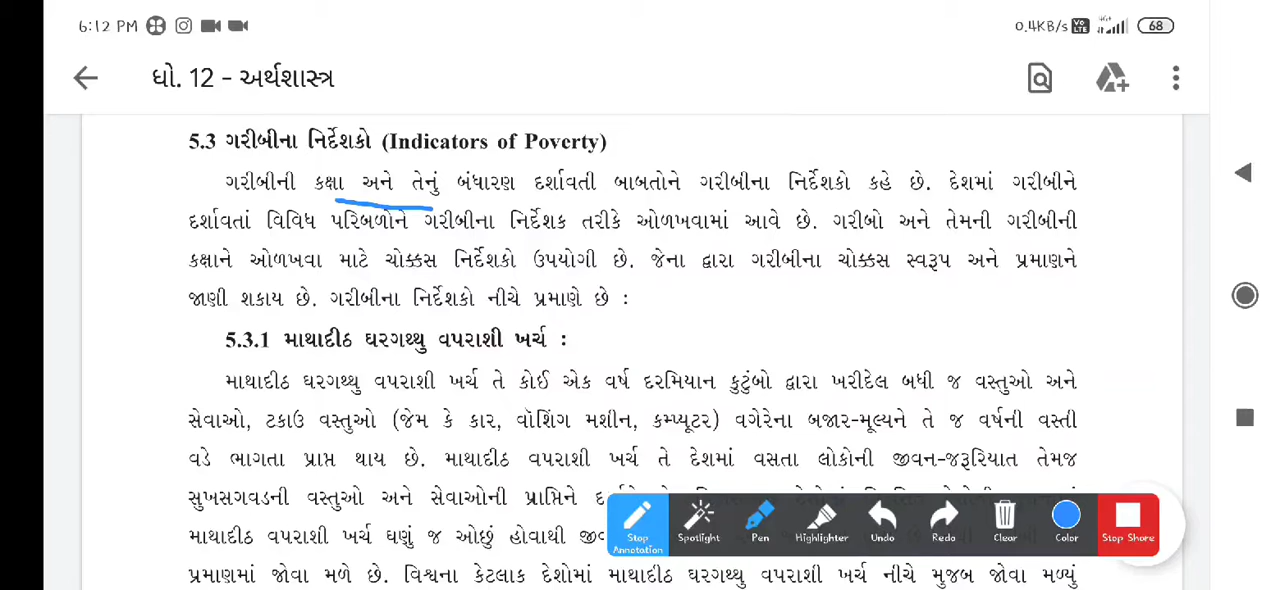 6:12 PM
0.4KB/s
Vo LTE
4G+
68
ધો. 12 - અર્થશાસ્ત્ર
5.3 ગરીબીના નિર્દેશકો (Indicators of Poverty)
ગરીબીની કક્ષા અને તેનું બંધારણ દર્શાવતી બાબતોને ગરીબીના નિર્દેશકો કહે છે. દેશમાં ગરીબીને
દર્શાવતાં વિવિધ પરિબળોને ગરીબીના નિર્દેશક તરીકે ઓળખવામાં આવે છે. ગરીબો અને તેમની ગરીબીની
કક્ષાને ઓળખવા માટે ચોક્કસ નિર્દેશકો ઉપયોગી છે. જેના દ્વારા ગરીબીના ચોક્કસ સ્વરૂપ અને પ્રમાણને
જાણી શકાય છે. ગરીબીના નિર્દેશકો નીચે પ્રમાણે છે :
5.3.1 માથાદીઠ ઘરગથ્થુ વપરાશી ખર્ચ :
માથાદીઠ ઘરગથ્થુ વપરાશી ખર્ચ તે કોઈ એક વર્ષ દરમિયાન કુટુંબો દ્વારા ખરીદેલ બધી જ વસ્તુઓ અને
સેવાઓ, ટકાઉ વસ્તુઓ (જેમ કે કાર, વૉશિંગ મશીન, કમ્પ્યૂટર) વગેરેના બજાર-મૂલ્યને તે જ વર્ષની વસ્તી
વડે ભાગતા પ્રાપ્ત થાય છે. માથાદીઠ વપરાશી ખર્ચ તે દેશમાં વસતા લોકોની જીવન-જરૂરિયાત તેમજ
સુખસગવડની વસ્તુઓ અને સેવાઓની પ્રાપ્તિને
માથાદીઠ વપરાશી ખર્ચ ઘણું જ ઓછું હોવાથી
પ્રમાણમાં જોવા મળે છે. વિશ્વના કેટલાક દેશોમાં માથાદીઠ ઘરગથ્થુ વપરાશી ખર્ચ નીચે મુજબ જોવા મળ્યું
Stop Annotation
Spotlight
Pen
Highlighter
Undo
Redo
Clear
Color
Stop Share